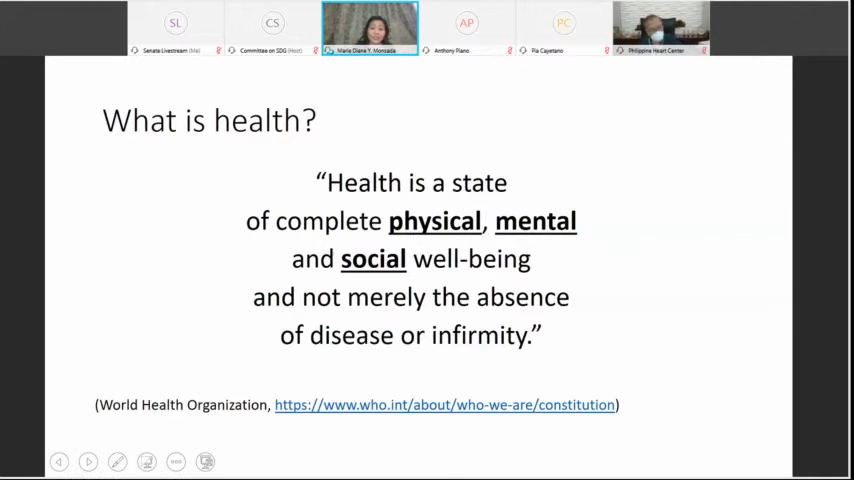 SL
CS
AP
PC
Senate Livestream (Me)
Committee on SDG (Host)
Marie Diane Y. Monsada
Anthony Piano
Pia Cayetano
Philippine Heart Center
What is health?
“Health is a state
of complete physical, mental
and social well-being
and not merely the absence
of disease or infirmity.”
(World Health Organization, https://www.who.int/about/who-we-are/constitution)